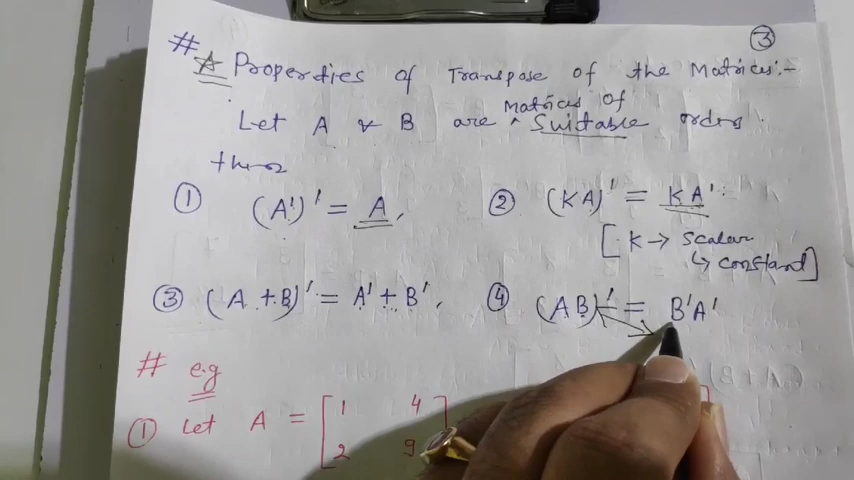 ③
# A Properties of Transpose of the Matrices:-
Matrices of
Let A & B are ^ Suitable orders.
then
① (A')' = A,
② (KA)' = KA'.
[K → Scalar
↳ constant]
③ (A + B)' = A' + B'.
④ (AB)' = B'A'
# e.g
① Let A = [1 4
2 9